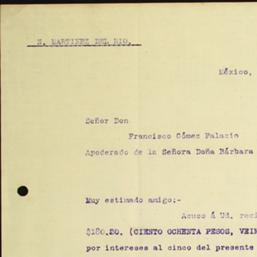 N. MARTINEZ DEL RIO.
México,
Señor Don
Francisco Gómez Palacio
Apoderado de la Señora Doña Bárbara
Muy estimado amigo:-
Acuso á Ud. reci
$180.20. (CIENTO OCHENTA PESOS, VEIN
por intereses al cinco del presente